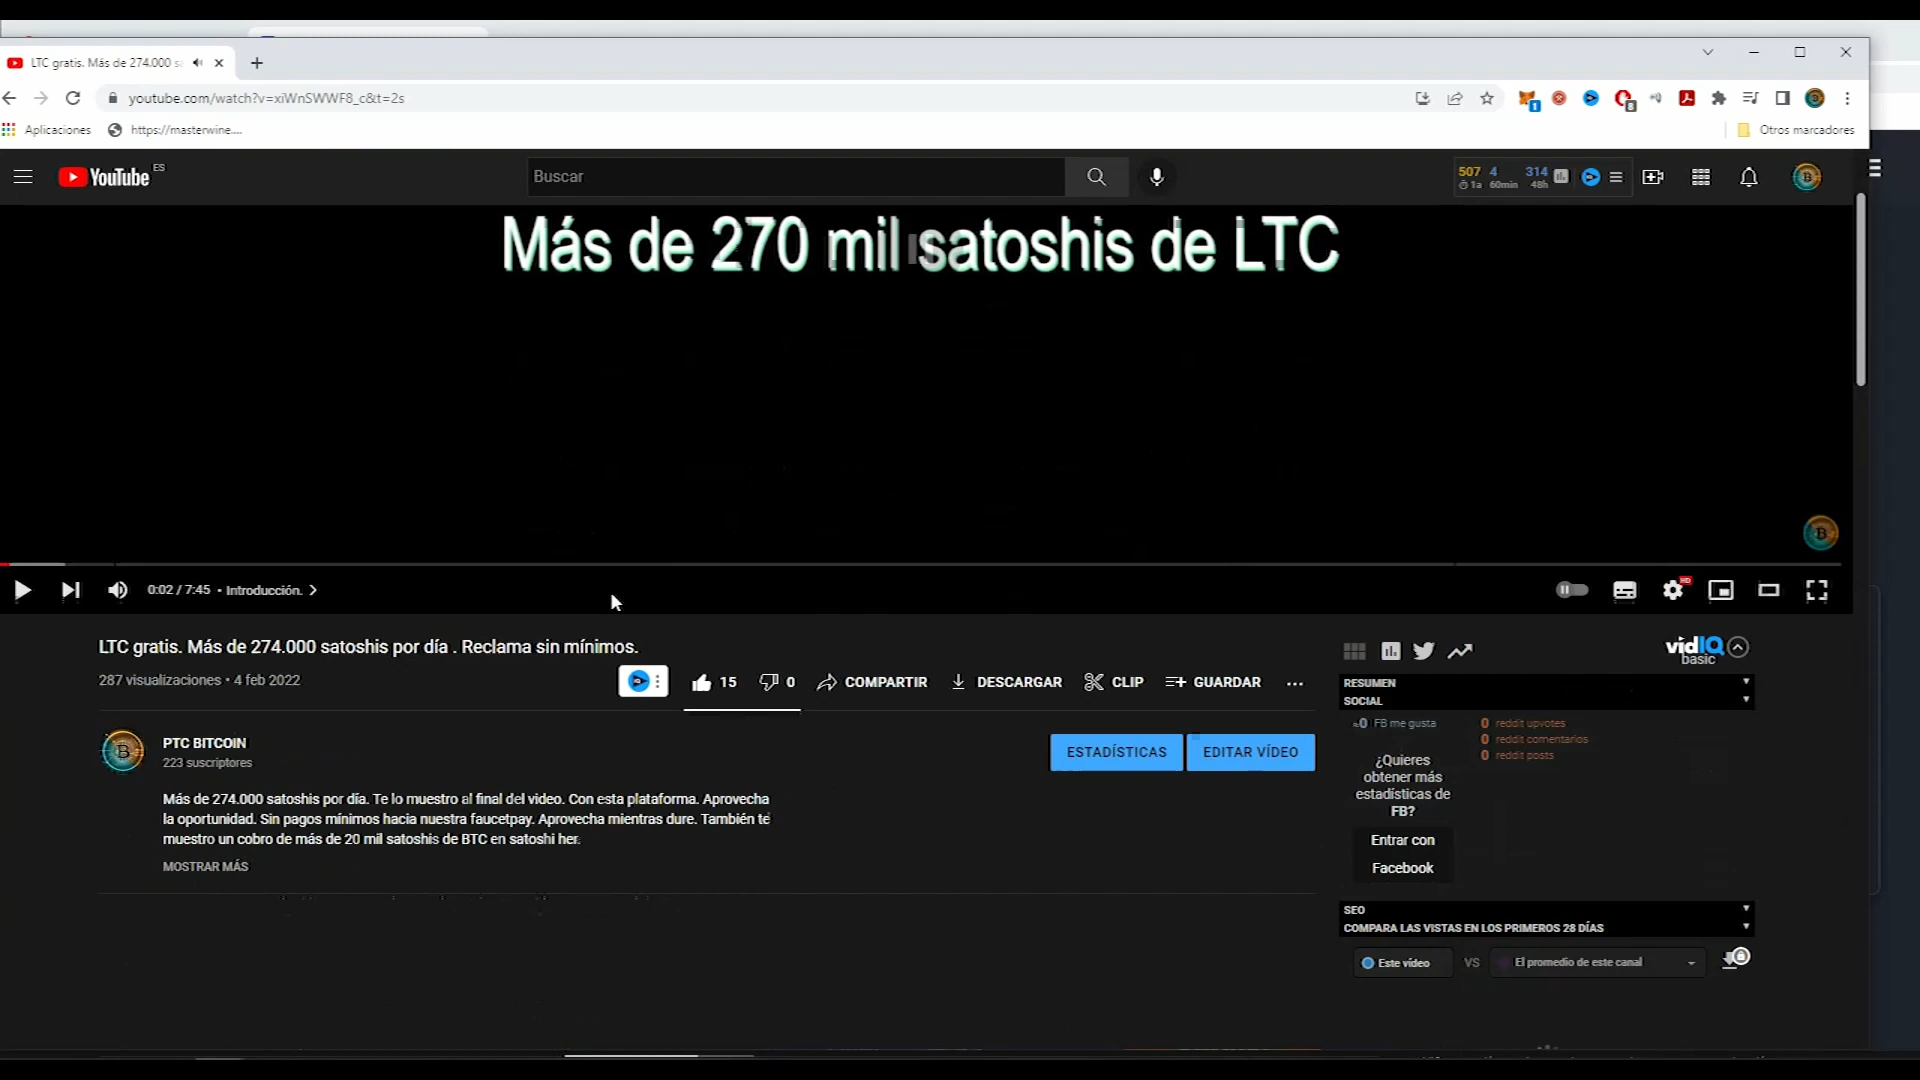 LTC gratis. Más de 274.000 s
youtube.com/watch?v=xiWnSWWF8_c&t=2s
Aplicaciones
https://masterwine....
Otros marcadores
YouTube ES
Buscar
507 4 314
1a 60min 48h
Más de 270 mil satoshis de LTC
0:02 / 7:45 • Introducción.
HD
LTC gratis. Más de 274.000 satoshis por día . Reclama sin mínimos.
287 visualizaciones • 4 feb 2022
15 0 COMPARTIR DESCARGAR CLIP GUARDAR ...
PTC BITCOIN
223 suscriptores
ESTADÍSTICAS EDITAR VÍDEO
Más de 274.000 satoshis por día. Te lo muestro al final del video. Con esta plataforma. Aprovecha
la oportunidad. Sin pagos mínimos hacia nuestra faucetpay. Aprovecha mientras dure. También te
muestro un cobro de más de 20 mil satoshis de BTC en satoshi her.
MOSTRAR MÁS
vidIQ
basic
RESUMEN
SOCIAL
0 FB me gusta
0 reddit upvotes
0 reddit comentarios
0 reddit posts
¿Quieres
obtener más
estadísticas de
FB?
Entrar con
Facebook
SEO
COMPARA LAS VISTAS EN LOS PRIMEROS 28 DÍAS
Este vídeo VS El promedio de este canal